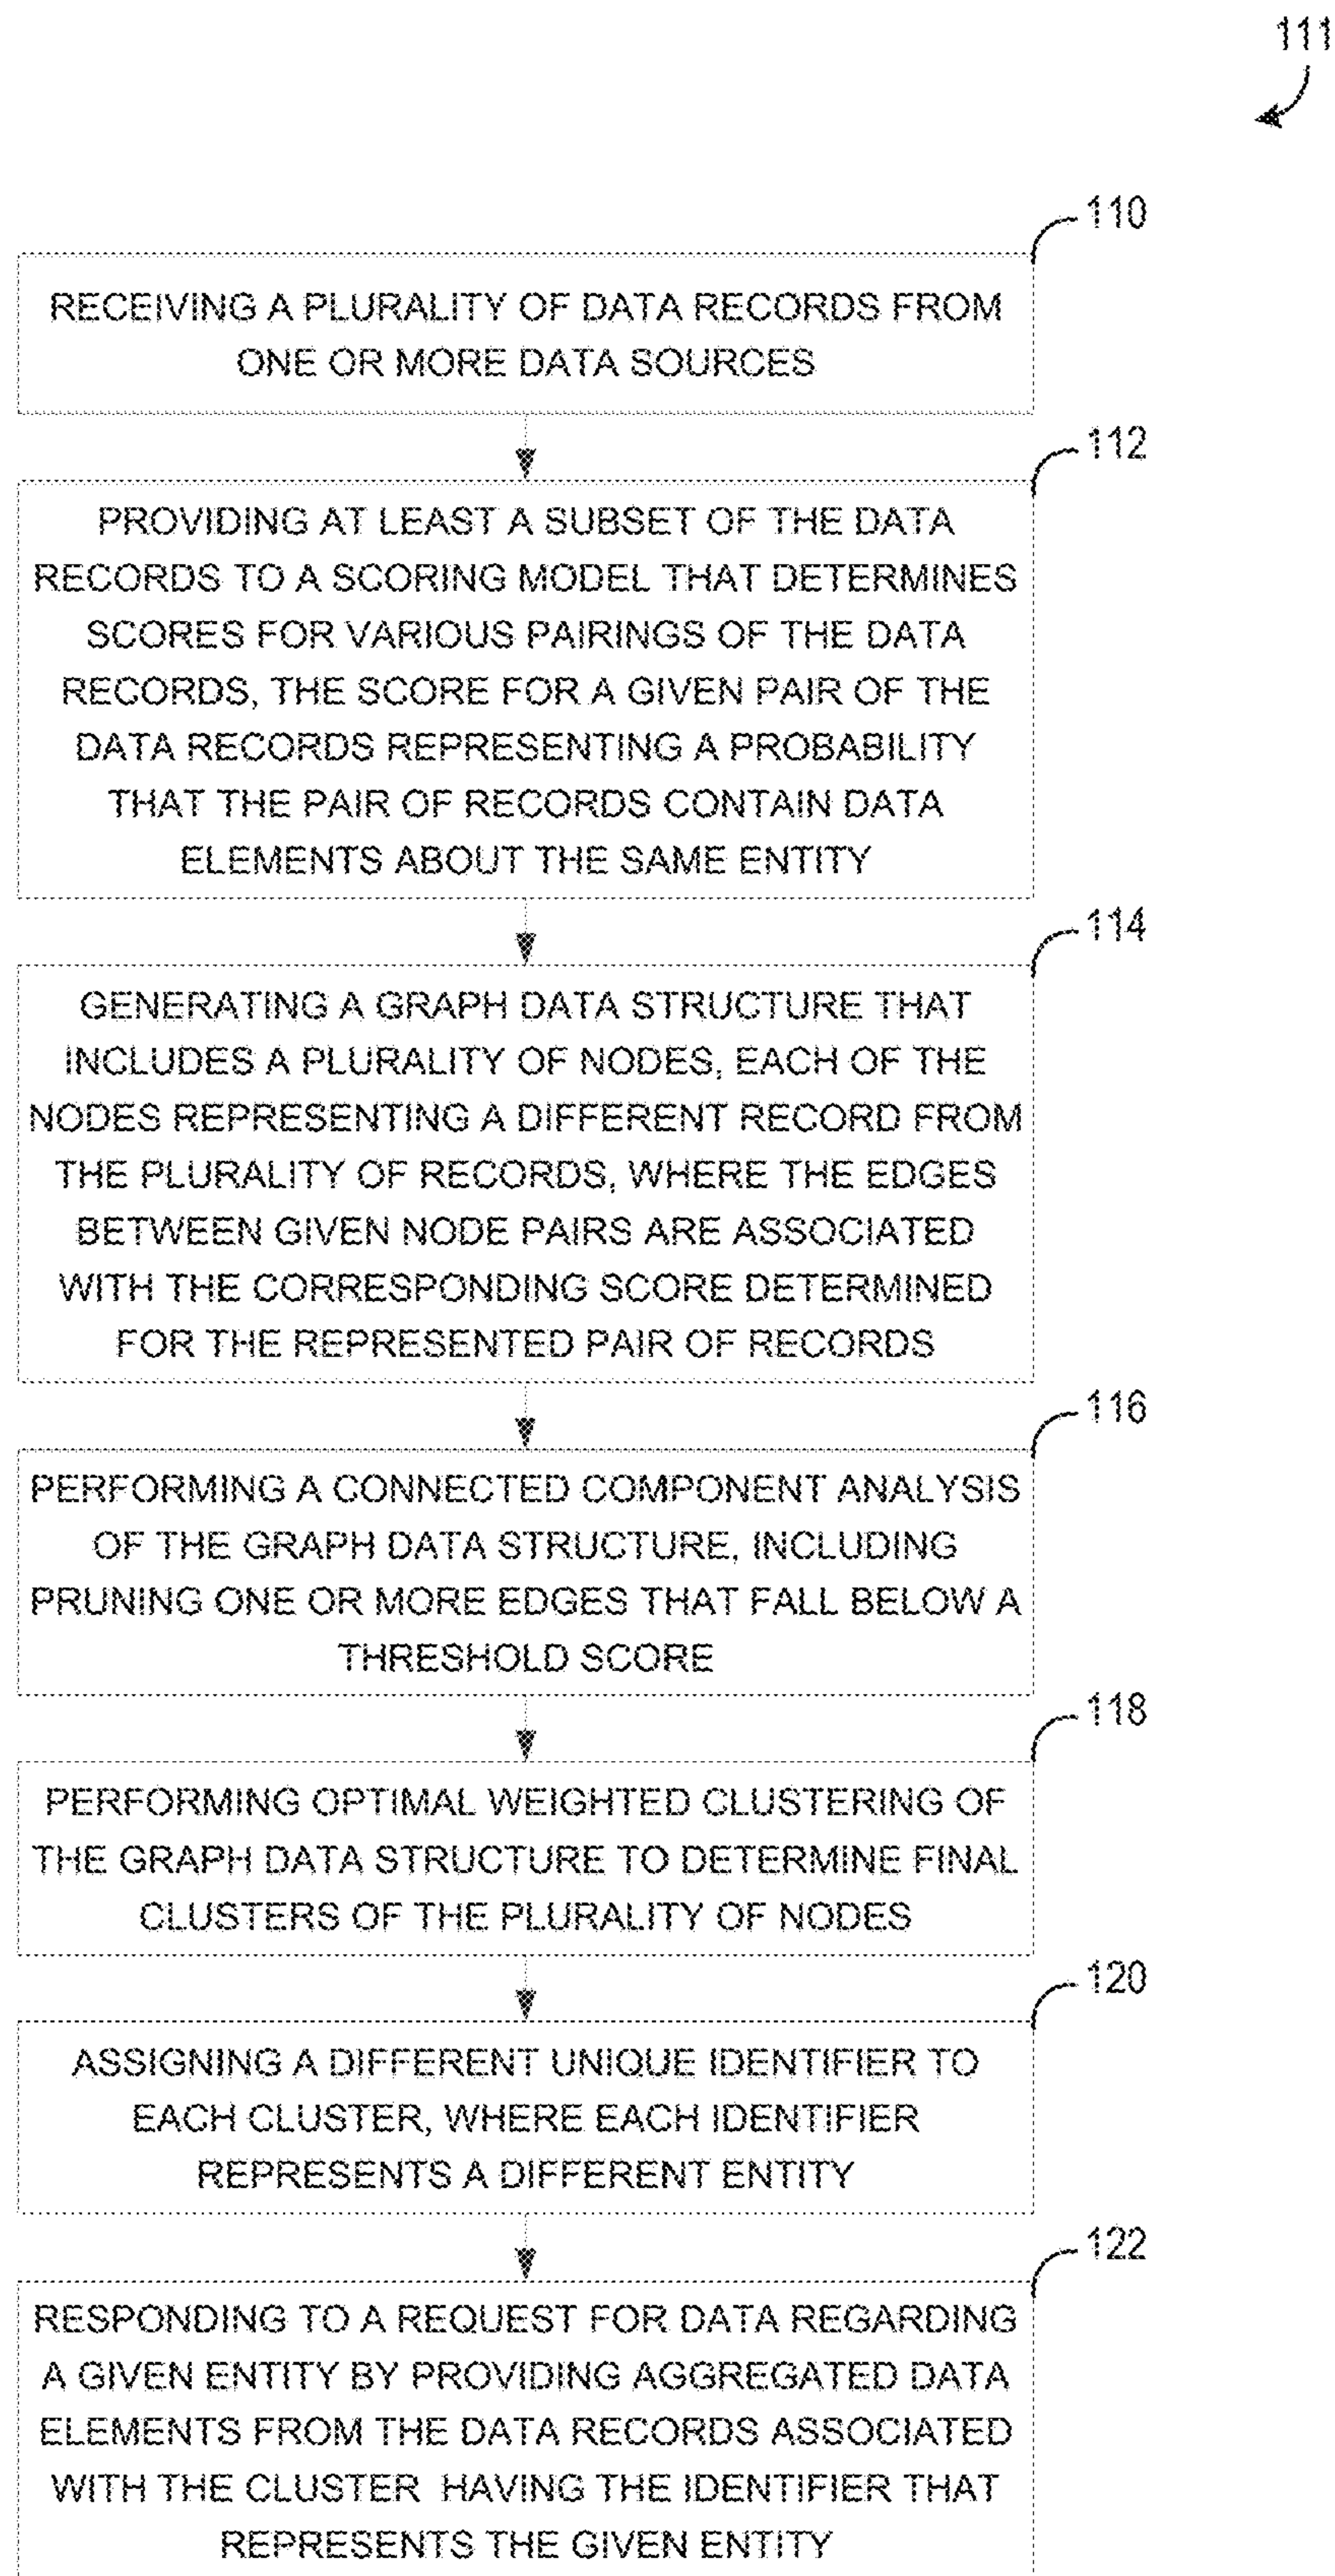 111
110
RECEIVING A PLURALITY OF DATA RECORDS FROM
ONE OR MORE DATA SOURCES
112
PROVIDING AT LEAST A SUBSET OF THE DATA
RECORDS TO A SCORING MODEL THAT DETERMINES
SCORES FOR VARIOUS PAIRINGS OF THE DATA
RECORDS, THE SCORE FOR A GIVEN PAIR OF THE
DATA RECORDS REPRESENTING A PROBABILITY
THAT THE PAIR OF RECORDS CONTAIN DATA
ELEMENTS ABOUT THE SAME ENTITY
114
GENERATING A GRAPH DATA STRUCTURE THAT
INCLUDES A PLURALITY OF NODES, EACH OF THE
NODES REPRESENTING A DIFFERENT RECORD FROM
THE PLURALITY OF RECORDS, WHERE THE EDGES
BETWEEN GIVEN NODE PAIRS ARE ASSOCIATED
WITH THE CORRESPONDING SCORE DETERMINED
FOR THE REPRESENTED PAIR OF RECORDS
116
PERFORMING A CONNECTED COMPONENT ANALYSIS
OF THE GRAPH DATA STRUCTURE, INCLUDING
PRUNING ONE OR MORE EDGES THAT FALL BELOW A
THRESHOLD SCORE
118
PERFORMING OPTIMAL WEIGHTED CLUSTERING OF
THE GRAPH DATA STRUCTURE TO DETERMINE FINAL
CLUSTERS OF THE PLURALITY OF NODES
120
ASSIGNING A DIFFERENT UNIQUE IDENTIFIER TO
EACH CLUSTER, WHERE EACH IDENTIFIER
REPRESENTS A DIFFERENT ENTITY
122
RESPONDING TO A REQUEST FOR DATA REGARDING
A GIVEN ENTITY BY PROVIDING AGGREGATED DATA
ELEMENTS FROM THE DATA RECORDS ASSOCIATED
WITH THE CLUSTER HAVING THE IDENTIFIER THAT
REPRESENTS THE GIVEN ENTITY